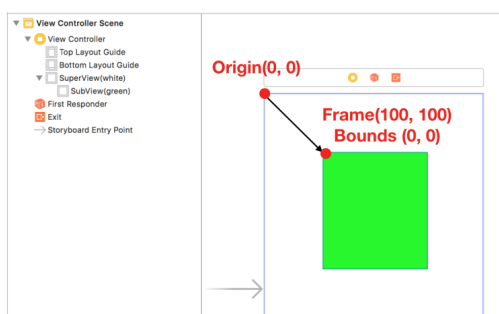 View Controller Scene
View Controller
Top Layout Guide
Bottom Layout Guide
SuperView(white)
SubView(green)
First Responder
Exit
Storyboard Entry Point
Origin(0, 0)
Frame(100, 100)
Bounds (0, 0)